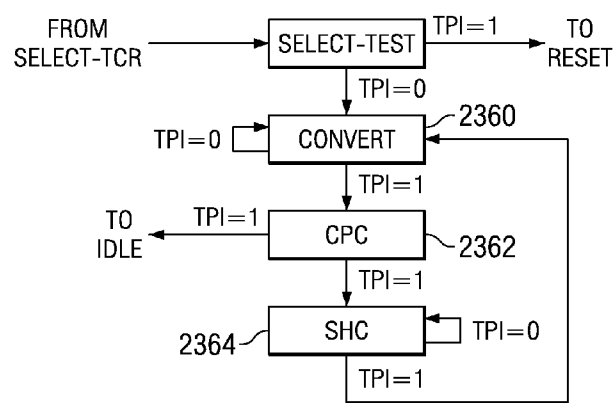 FROM
SELECT-TCR
SELECT-TEST
TPI=1
TO
RESET
TPI=0
2360
TPI=0
CONVERT
TPI=1
TO
IDLE
TPI=1
CPC
2362
TPI=1
2364
SHC
TPI=0
TPI=1